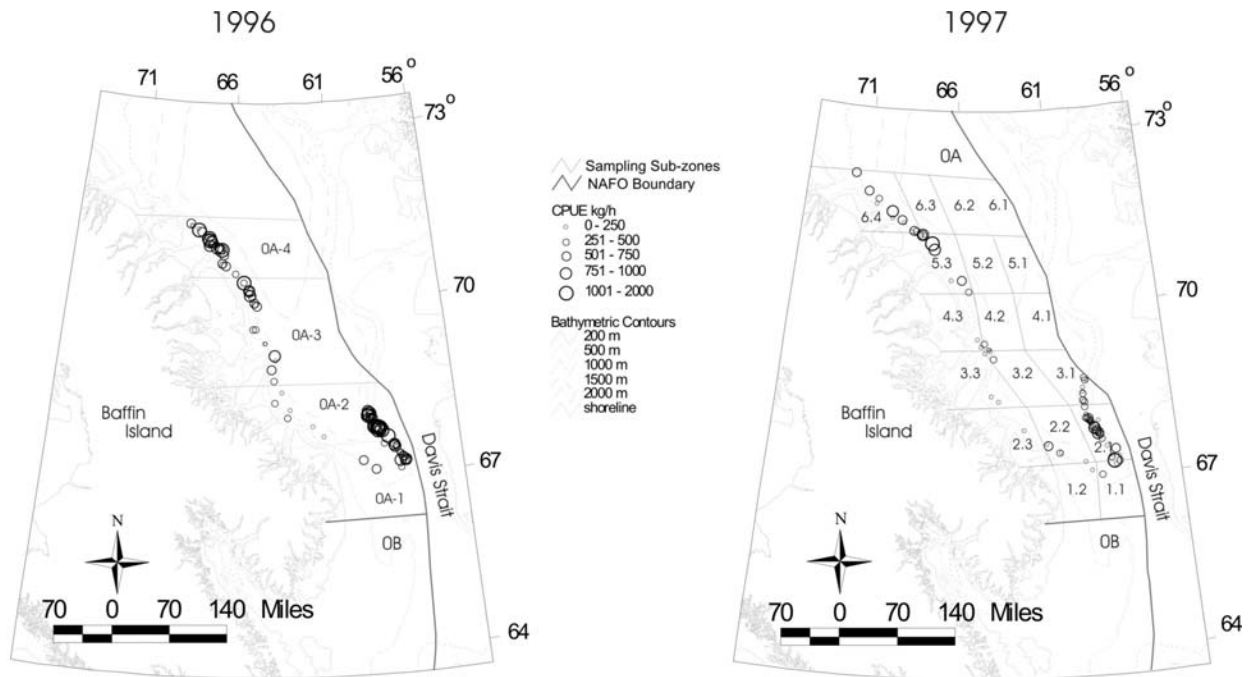 1996
71
66
61
56°
73°
70
67
64
0A-4
0A-3
0A-2
0A-1
0B
Baffin
Island
Davis Strait
N
70 0 70 140 Miles
Sampling Sub-zones
NAFO Boundary
CPUE kg/h
0 - 250
251 - 500
501 - 750
751 - 1000
1001 - 2000
Bathymetric Contours
200 m
500 m
1000 m
1500 m
2000 m
shoreline
1997
71
66
61
56°
73°
70
67
64
0A
6.4 6.3 6.2 6.1
5.3 5.2 5.1
4.3 4.2 4.1
3.3 3.2 3.1
2.3 2.2 2.1
1.2 1.1
0B
Baffin
Island
Davis Strait
N
70 0 70 140 Miles